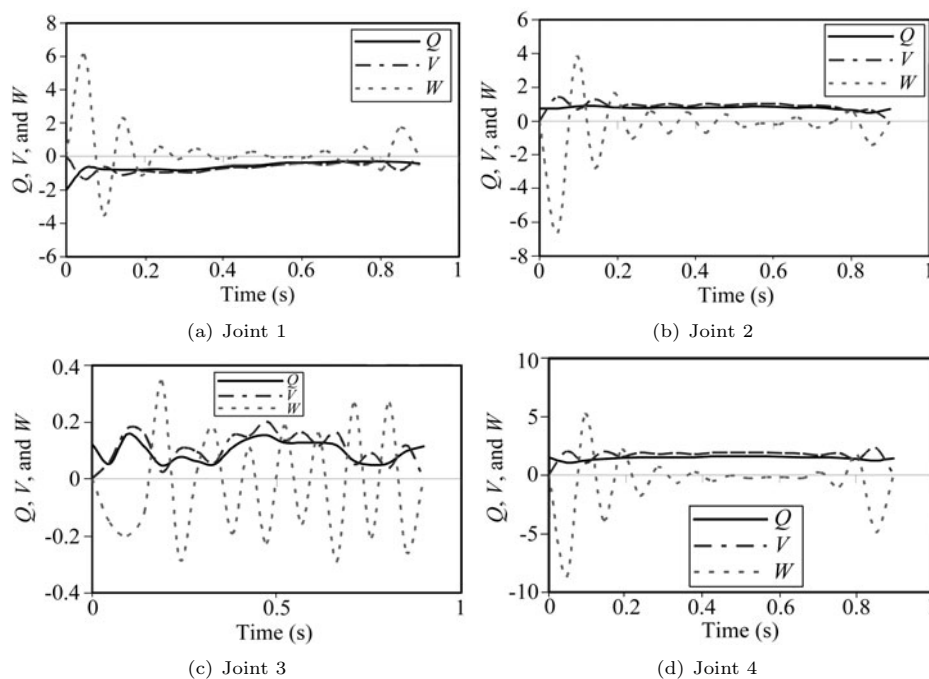 8
6
4
2
0
-2
-4
-6
Q, V, and W
Q
V
W
0
0.2
0.4
0.6
0.8
1
Time (s)
(a) Joint 1
6
4
2
0
-2
-4
-6
-8
Q, V, and W
Q
V
W
0
0.2
0.4
0.6
0.8
1
Time (s)
(b) Joint 2
0.4
0.2
0
-0.2
-0.4
Q, V, and W
Q
V
W
0
0.5
1
Time (s)
(c) Joint 3
10
5
0
-5
-10
Q, V, and W
Q
V
W
0
0.2
0.4
0.6
0.8
1
Time (s)
(d) Joint 4